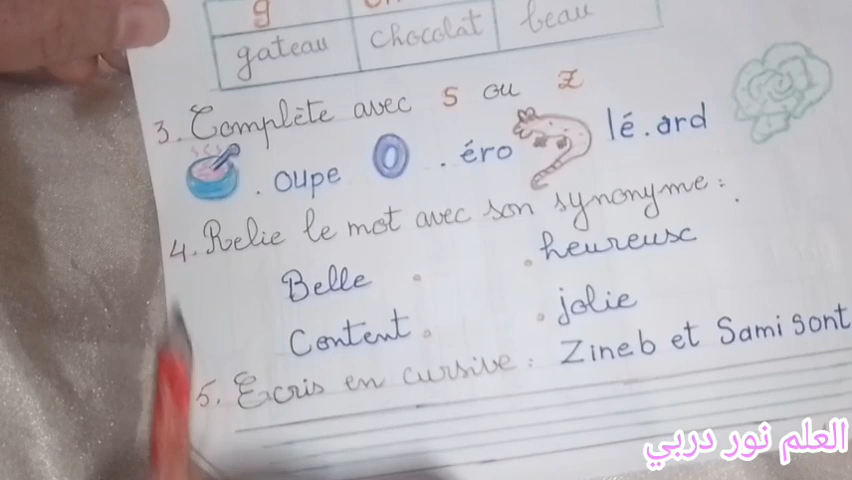 g
gateau chocolat beau
3. Complète avec s ou z
. oupe . éro lé.ard
4. Relie le mot avec son synonyme :
Belle . . heureuse
Content . . jolie
5. Ecris en cursive : Zineb et Sami sont
العلم نور دربي